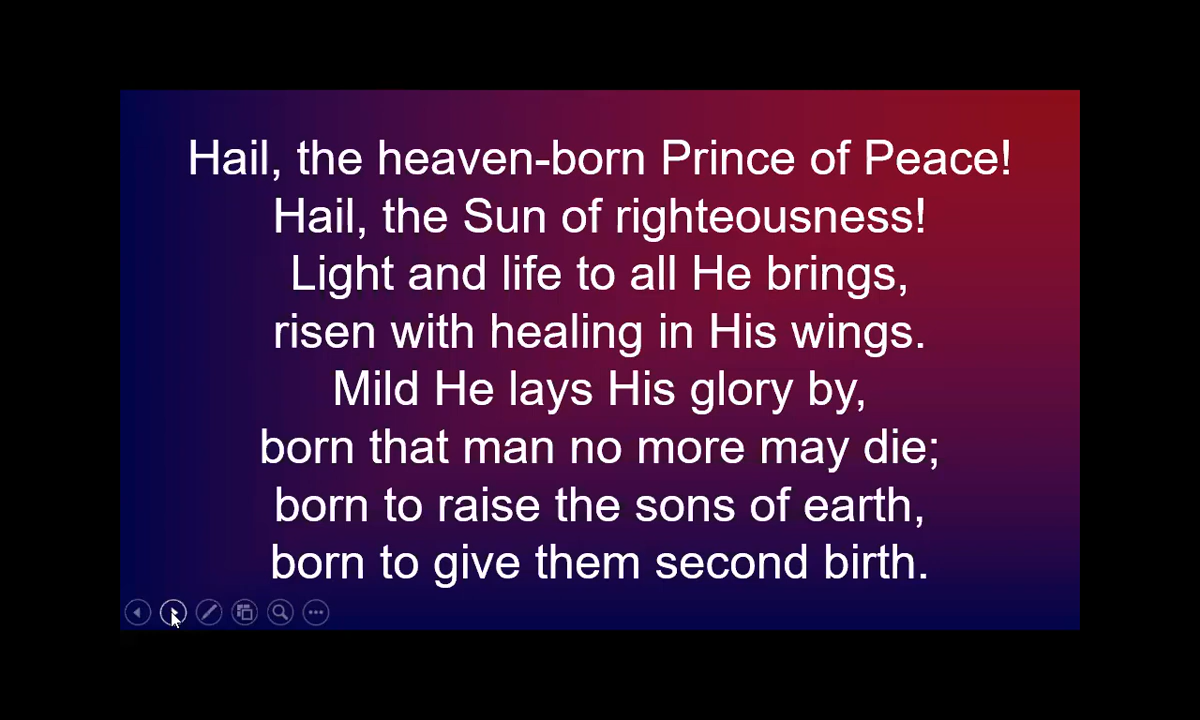 Hail, the heaven-born Prince of Peace!
Hail, the Sun of righteousness!
Light and life to all He brings,
risen with healing in His wings.
Mild He lays His glory by,
born that man no more may die;
born to raise the sons of earth,
born to give them second birth.